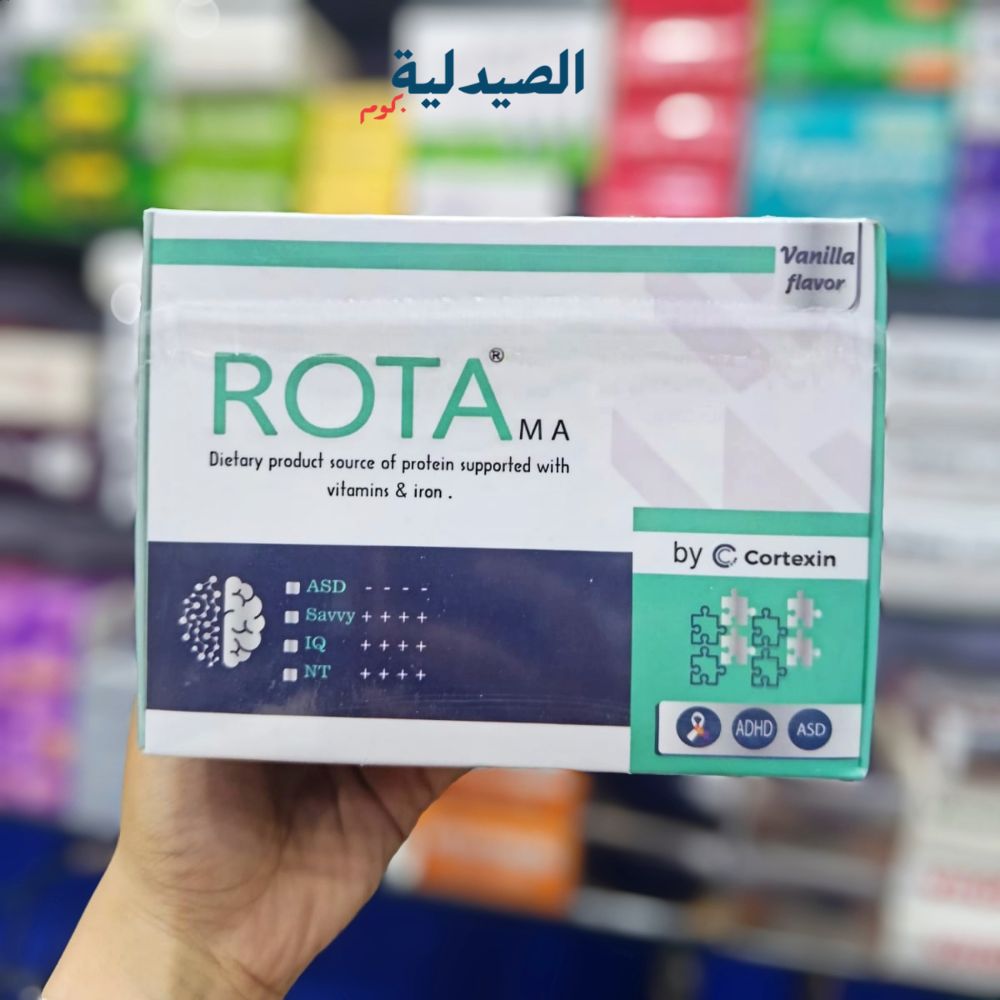 الصيدلية
.كوم
Vanilla
flavor
ROTA®MA
Dietary product source of protein supported with
vitamins & iron .
by Cortexin
ASD - - - -
Savvy + + + +
IQ + + + +
NT + + + +
ADHD ASD